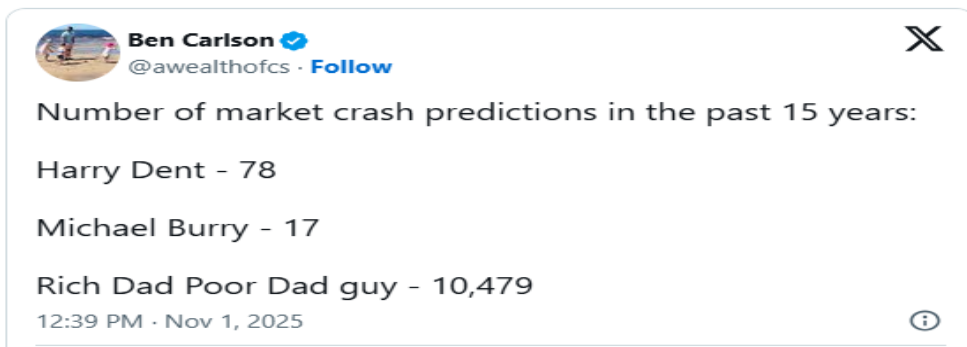 Ben Carlson
@awealthofcs · Follow
Number of market crash predictions in the past 15 years:
Harry Dent - 78
Michael Burry - 17
Rich Dad Poor Dad guy - 10,479
12:39 PM · Nov 1, 2025